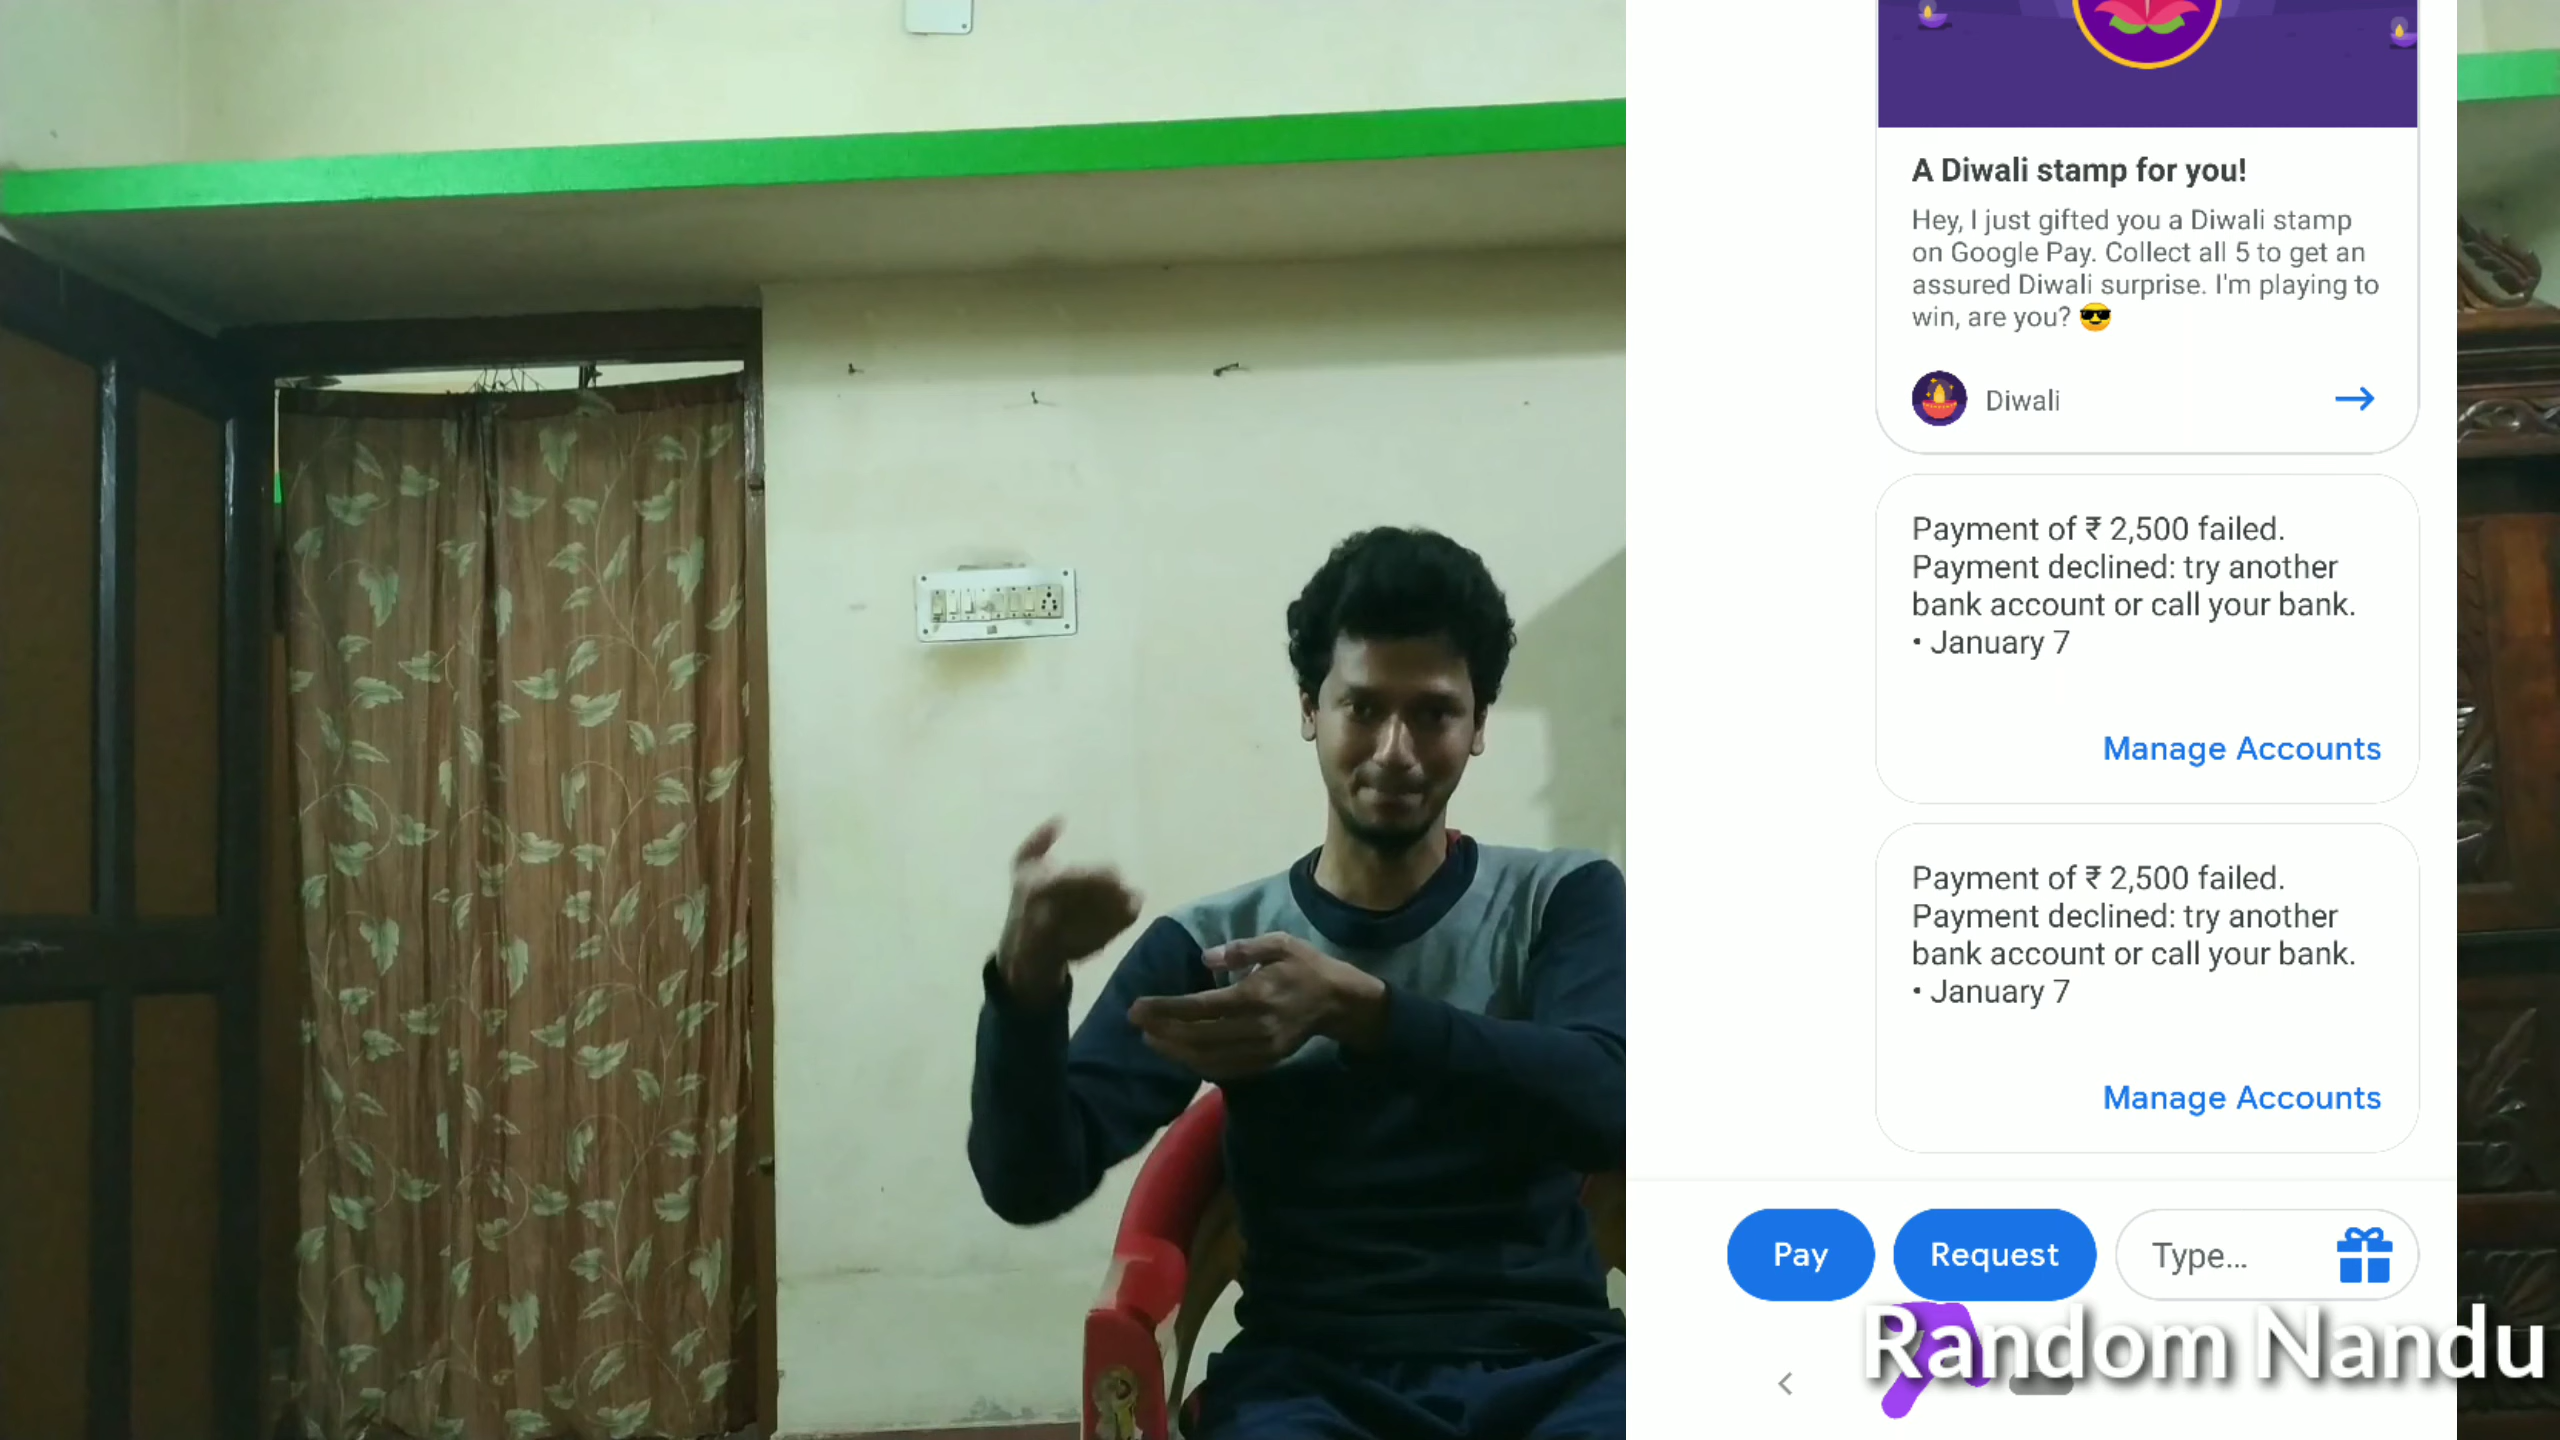 A Diwali stamp for you!
Hey, I just gifted you a Diwali stamp
on Google Pay. Collect all 5 to get an
assured Diwali surprise. I'm playing to
win, are you? 😎
Diwali
Payment of ₹ 2,500 failed.
Payment declined: try another
bank account or call your bank.
• January 7
Manage Accounts
Payment of ₹ 2,500 failed.
Payment declined: try another
bank account or call your bank.
• January 7
Manage Accounts
Pay
Request
Type...
Random Nandu